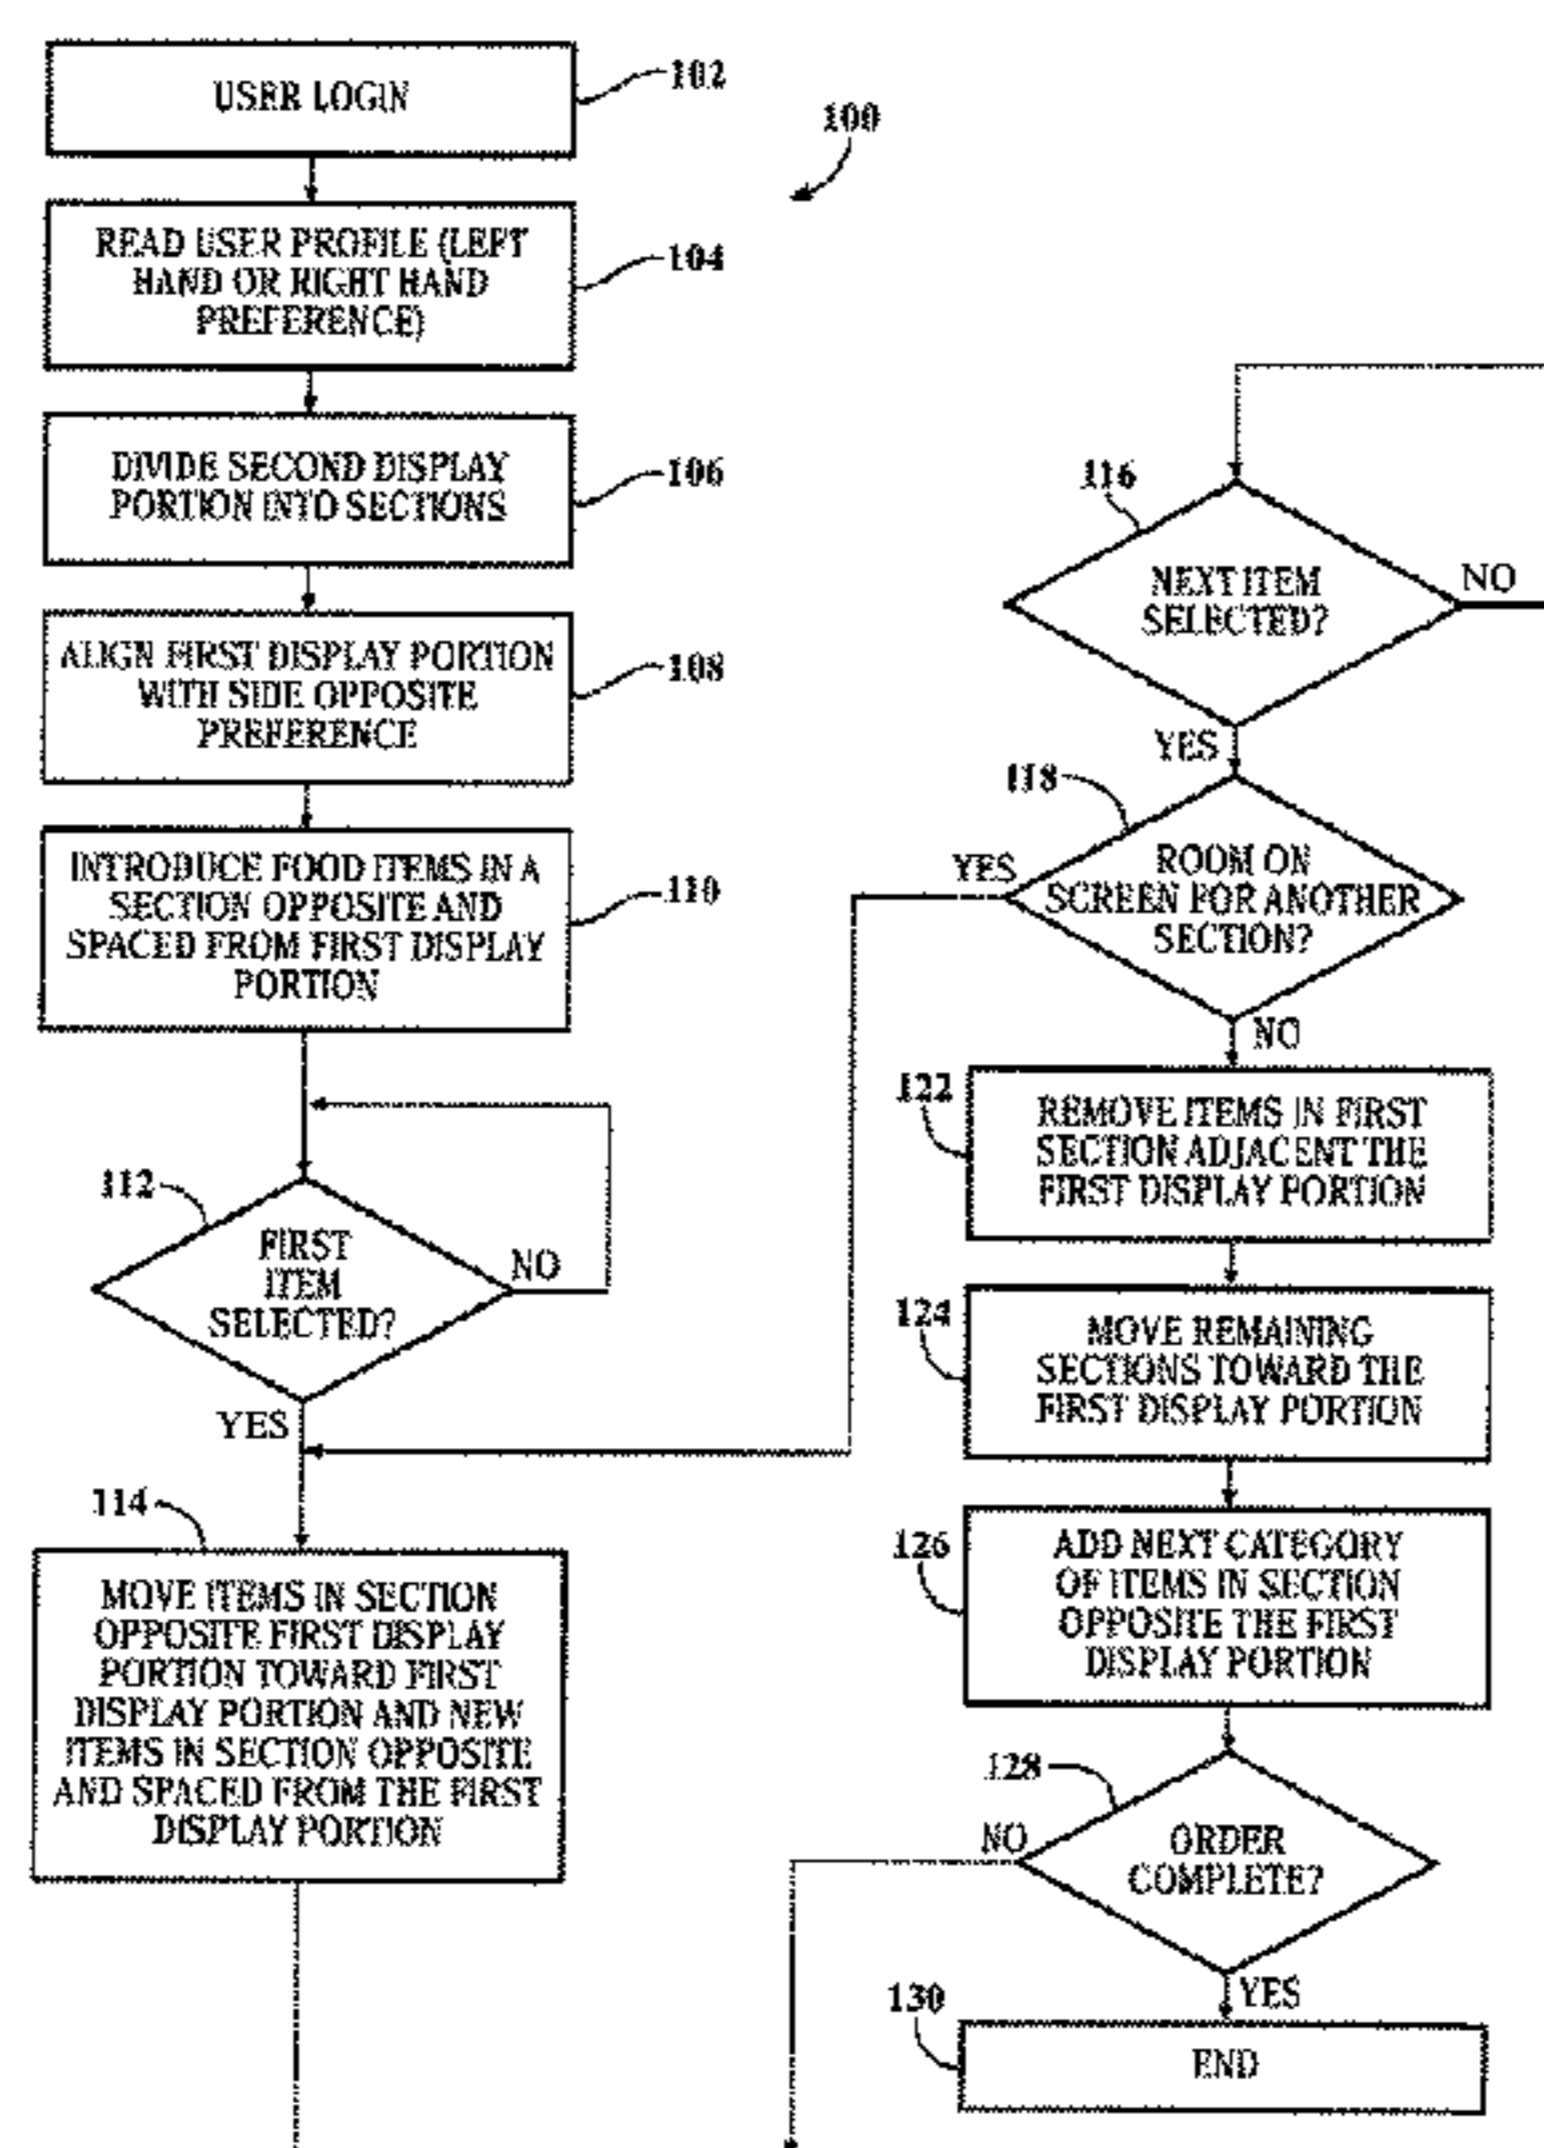 USER LOGIN
102
100
READ USER PROFILE (LEFT
HAND OR RIGHT HAND
PREFERENCE)
104
DIVIDE SECOND DISPLAY
PORTION INTO SECTIONS
106
ALIGN FIRST DISPLAY PORTION
WITH SIDE OPPOSITE
PREFERENCE
108
INTRODUCE FOOD ITEMS IN A
SECTION OPPOSITE AND
SPACED FROM FIRST DISPLAY
PORTION
110
112
FIRST
ITEM
SELECTED?
NO
YES
114
MOVE ITEMS IN SECTION
OPPOSITE FIRST DISPLAY
PORTION TOWARD FIRST
DISPLAY PORTION AND NEW
ITEMS IN SECTION OPPOSITE
AND SPACED FROM THE FIRST
DISPLAY PORTION
116
NEXT ITEM
SELECTED?
NO
YES
118
YES
ROOM ON
SCREEN FOR ANOTHER
SECTION?
NO
122
REMOVE ITEMS IN FIRST
SECTION ADJACENT THE
FIRST DISPLAY PORTION
124
MOVE REMAINING
SECTIONS TOWARD THE
FIRST DISPLAY PORTION
126
ADD NEXT CATEGORY
OF ITEMS IN SECTION
OPPOSITE THE FIRST
DISPLAY PORTION
128
NO
ORDER
COMPLETE?
YES
130
END